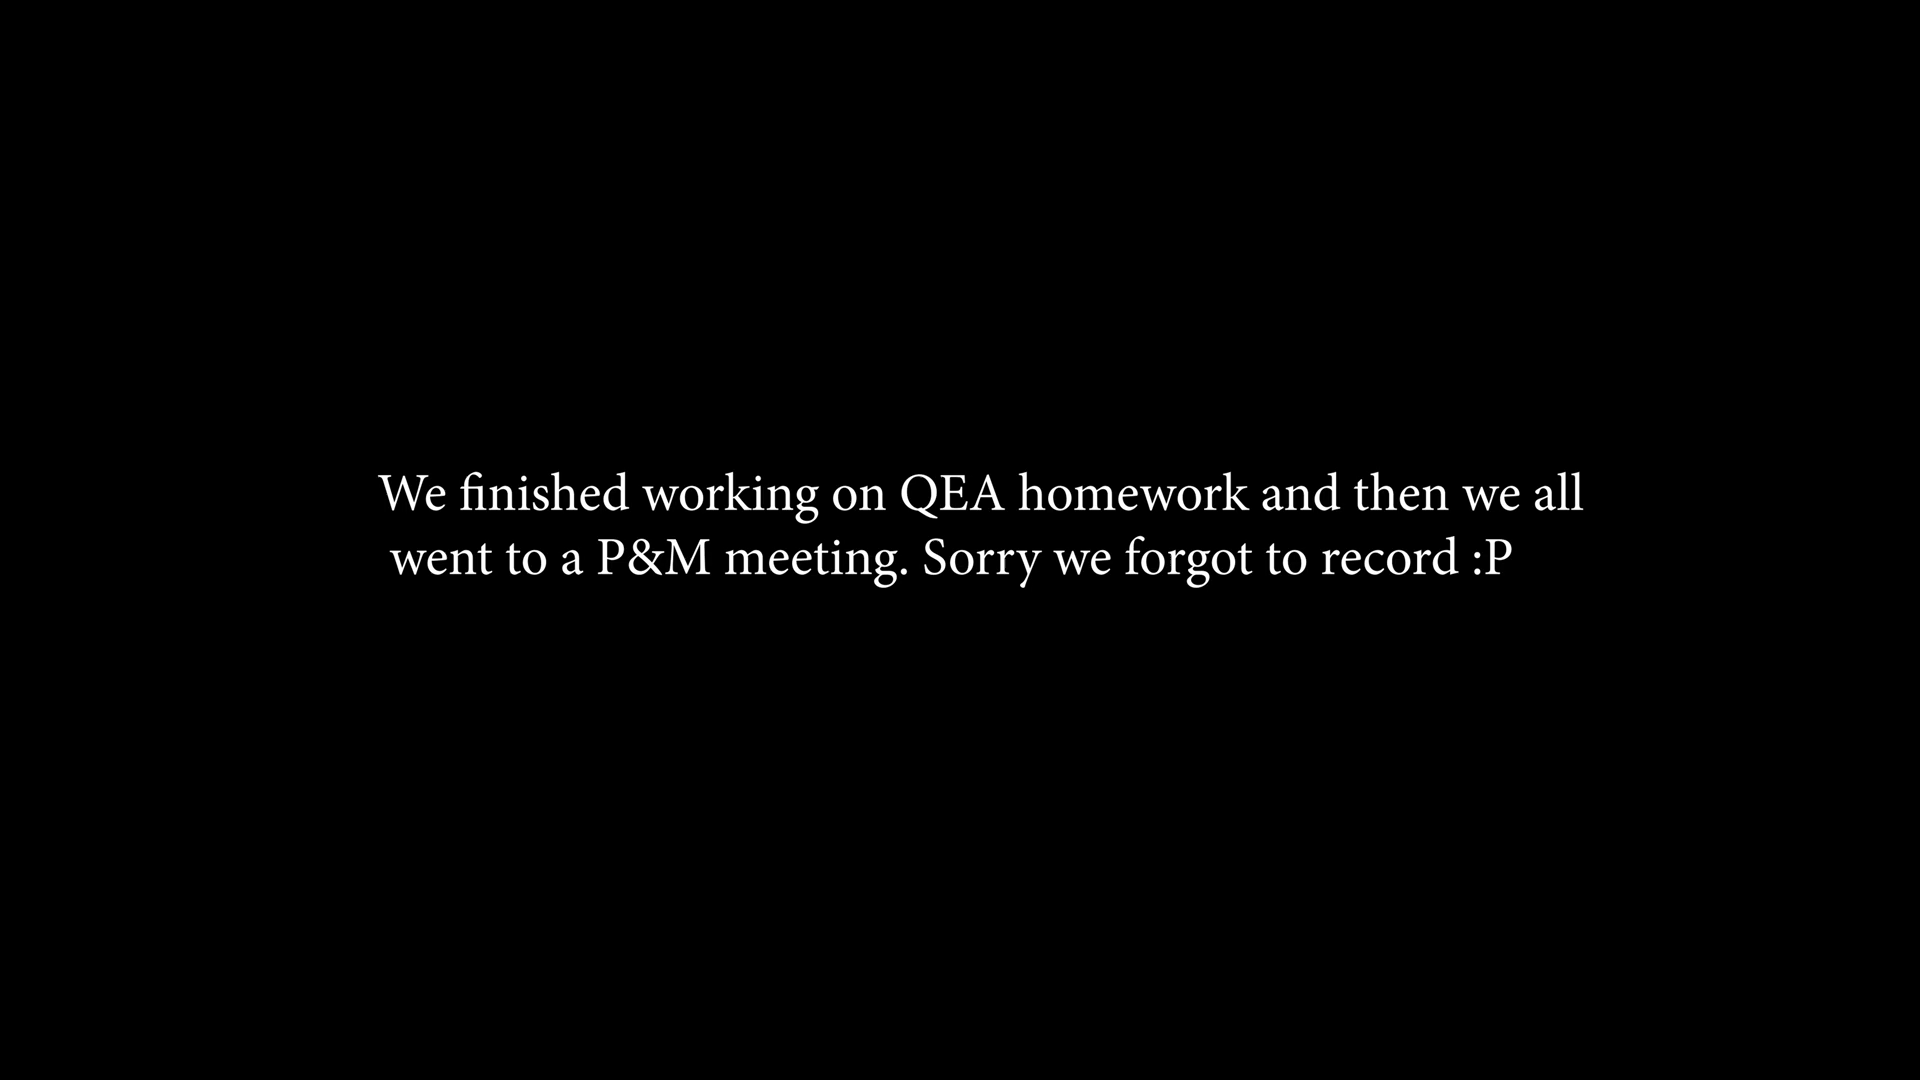 We finished working on QEA homework and then we all
went to a P&M meeting. Sorry we forgot to record :P